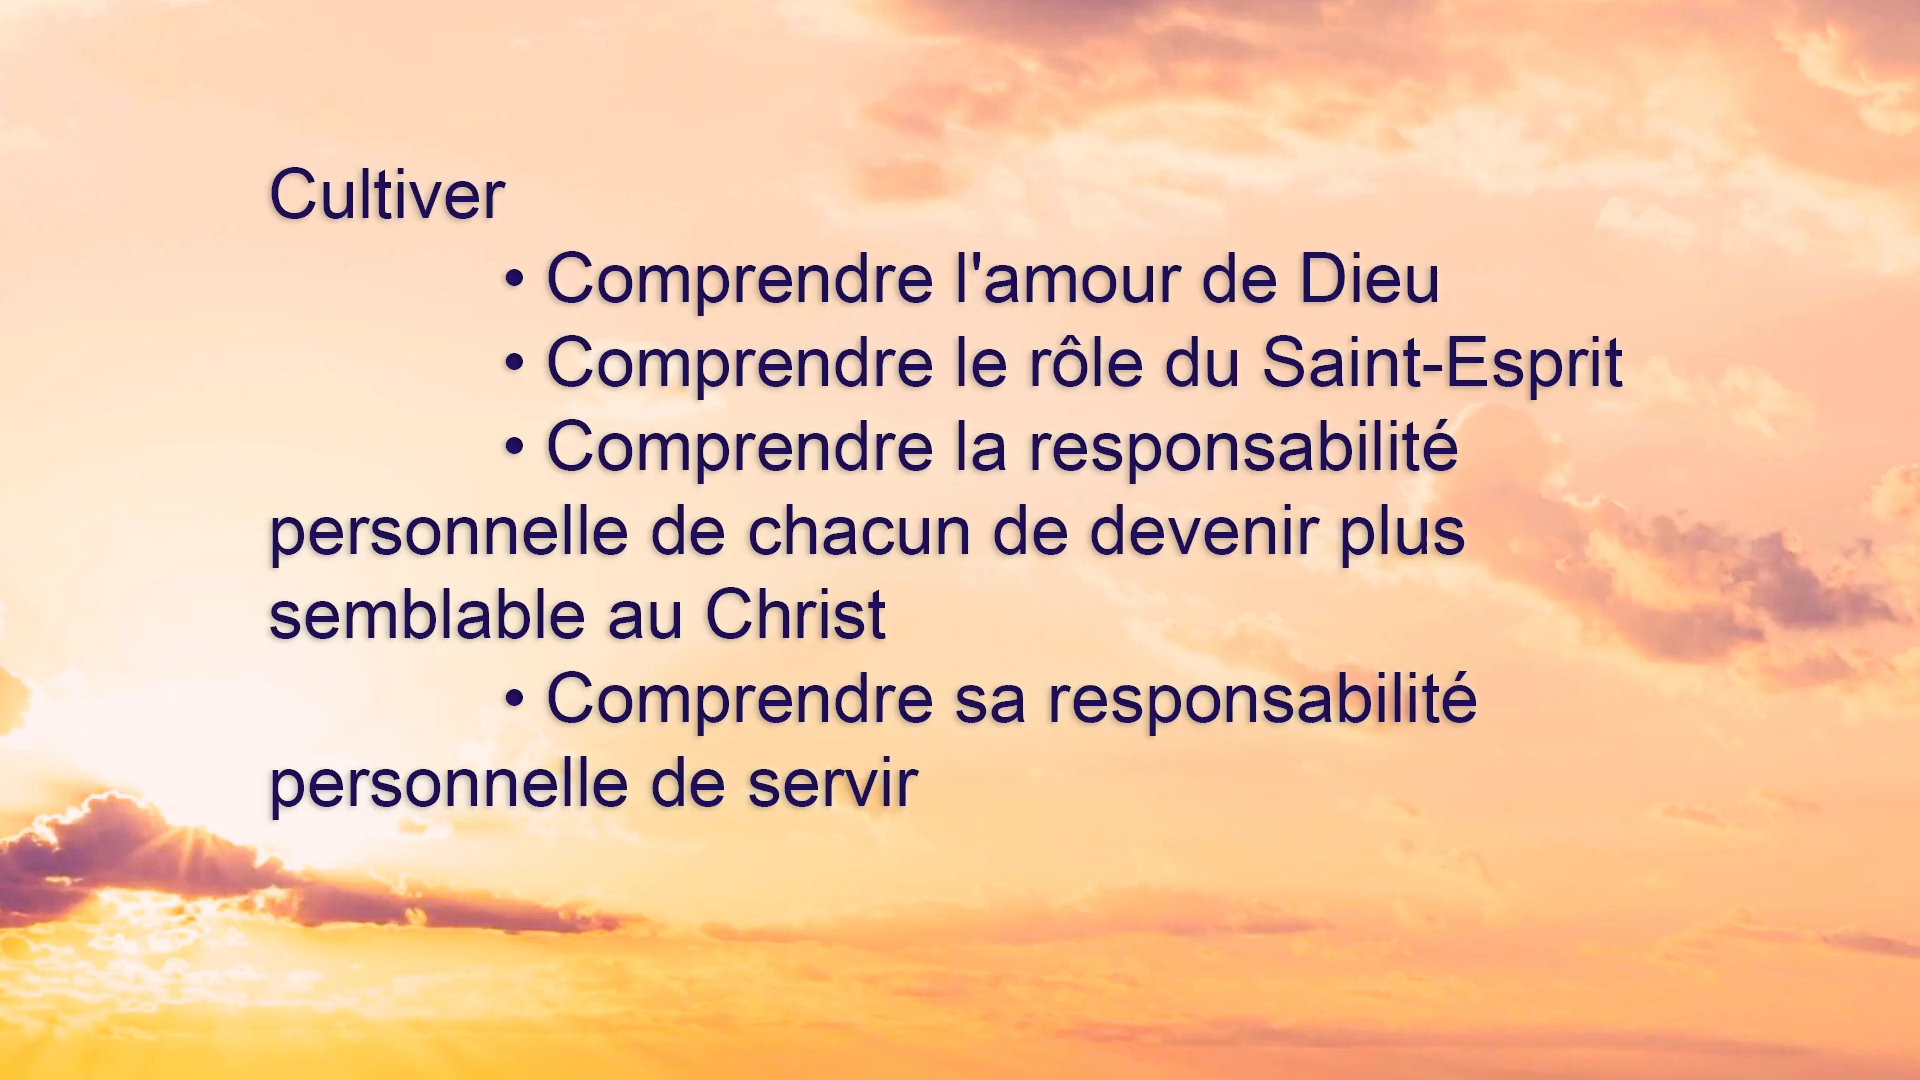 Cultiver
• Comprendre l'amour de Dieu
• Comprendre le rôle du Saint-Esprit
• Comprendre la responsabilité
personnelle de chacun de devenir plus
semblable au Christ
• Comprendre sa responsabilité
personnelle de servir